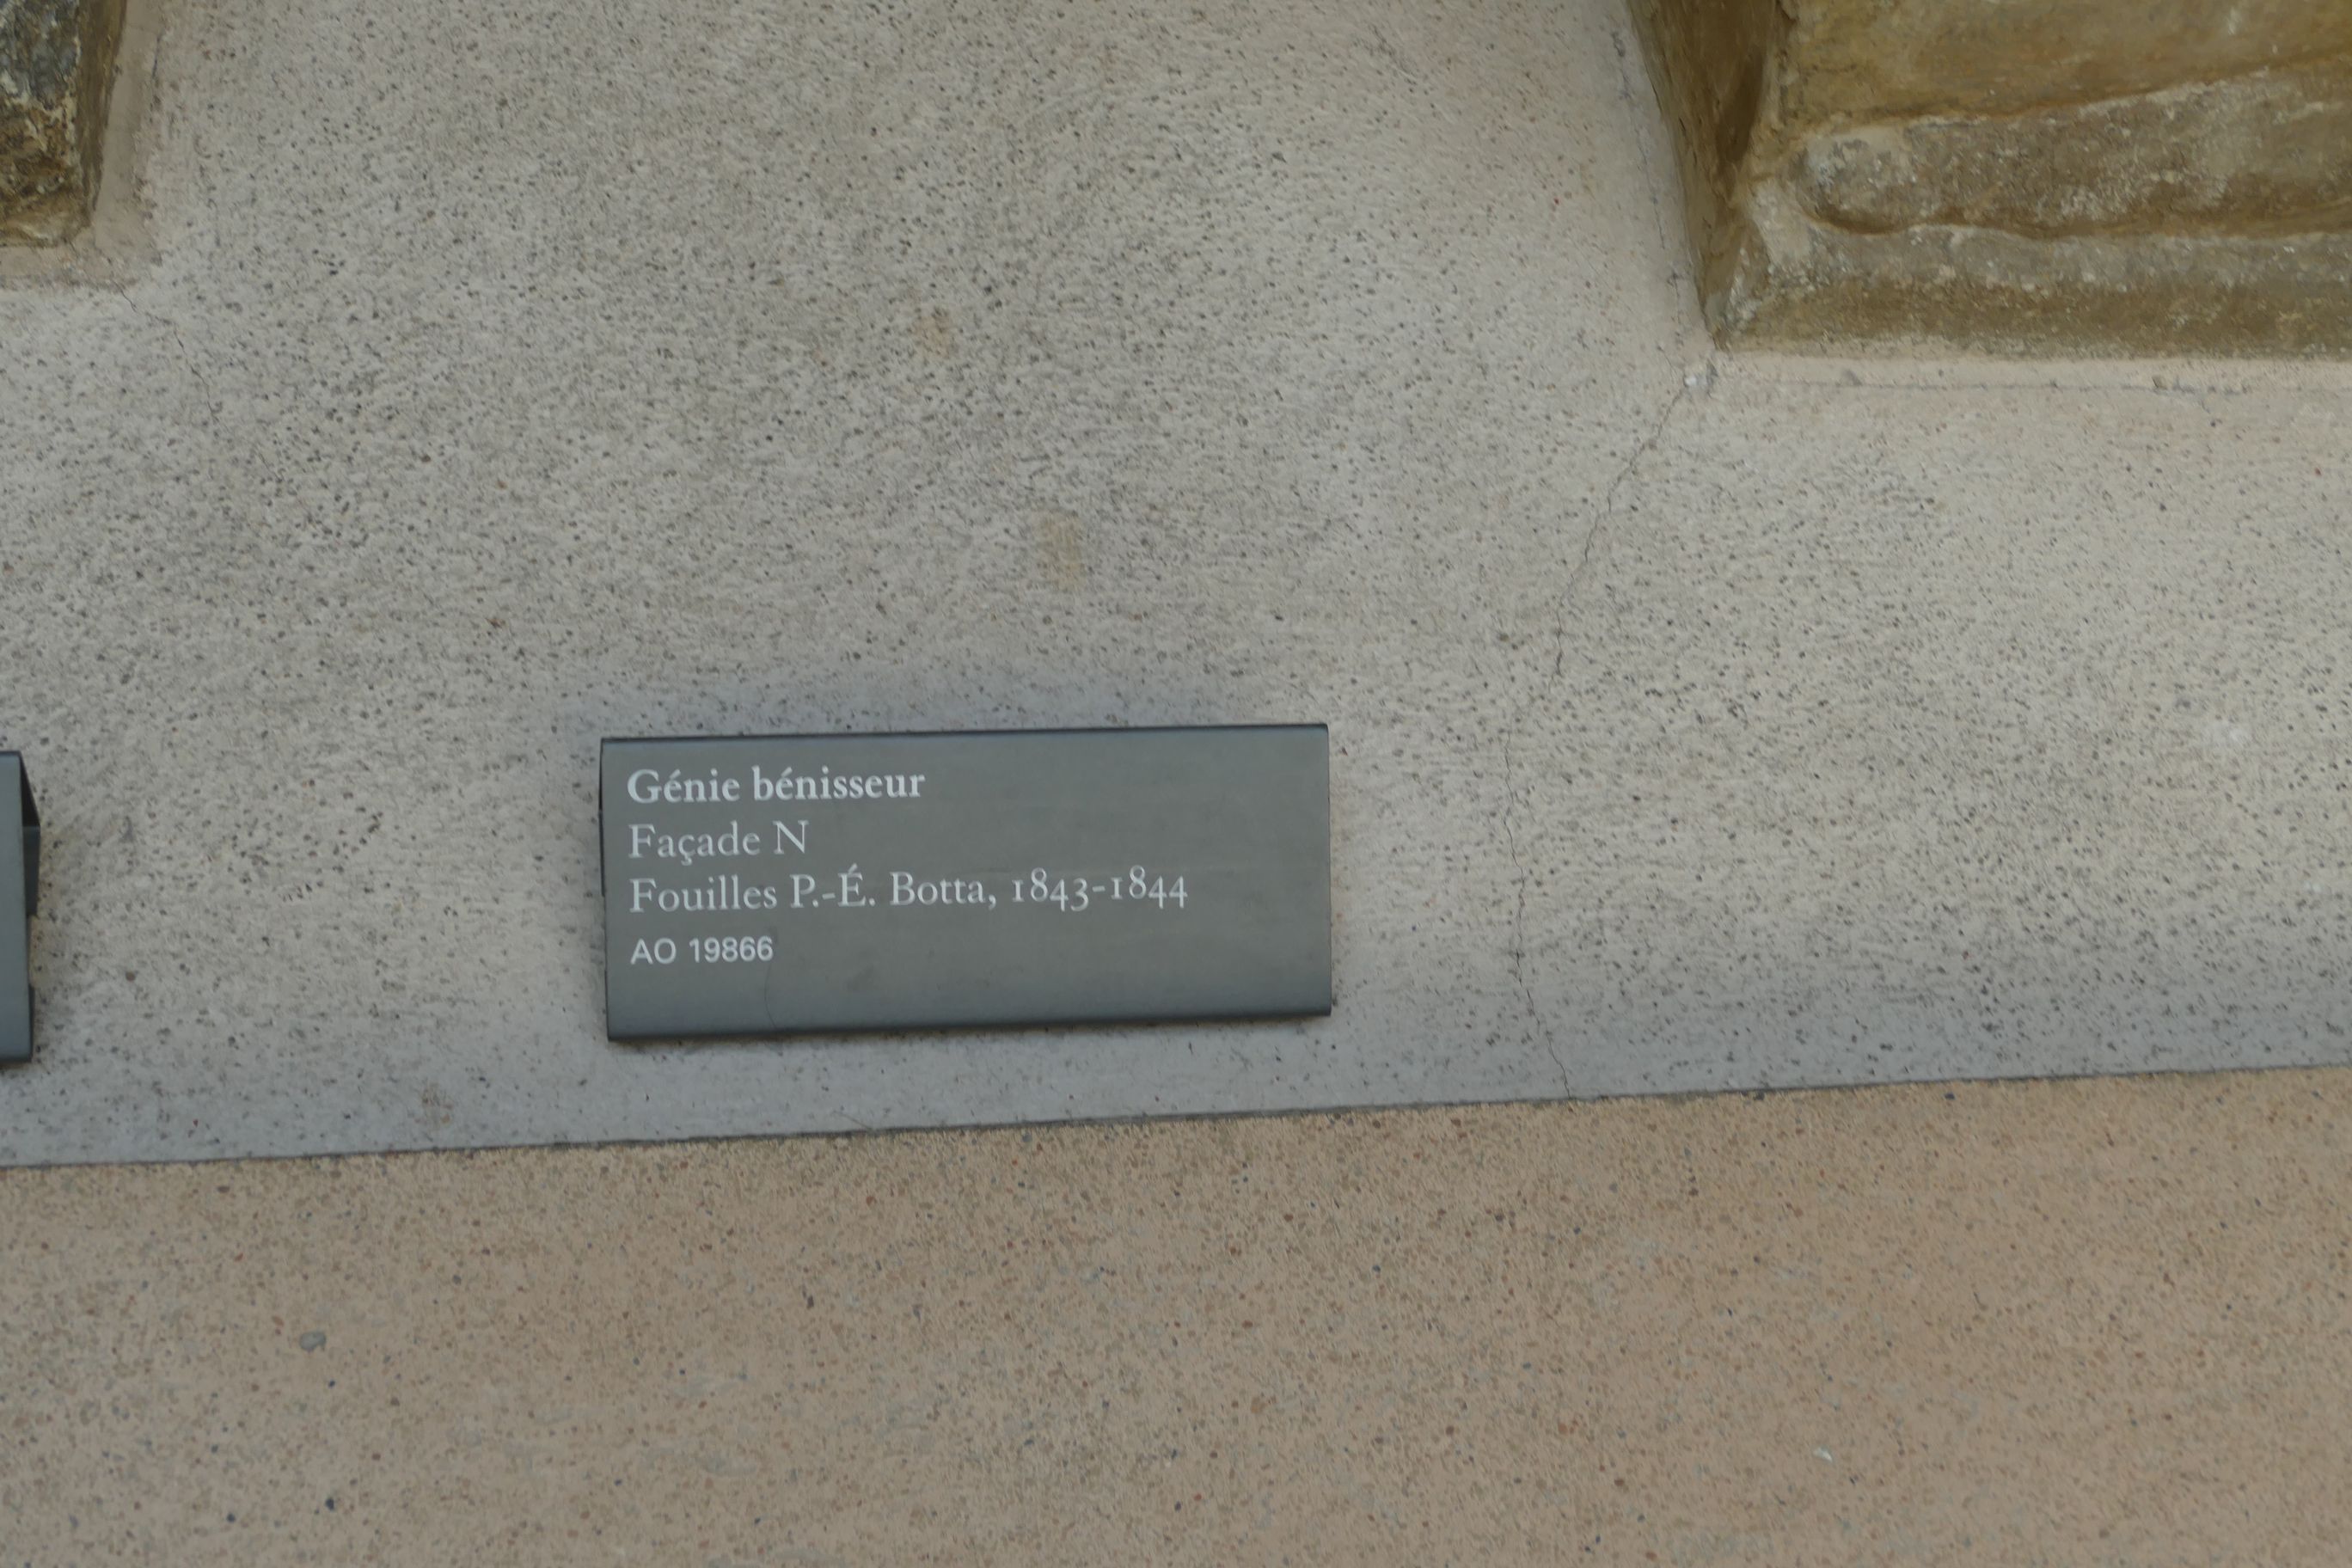 Génie bénisseur
Façade N
Fouilles P.-É. Botta, 1843-1844
AO 19866